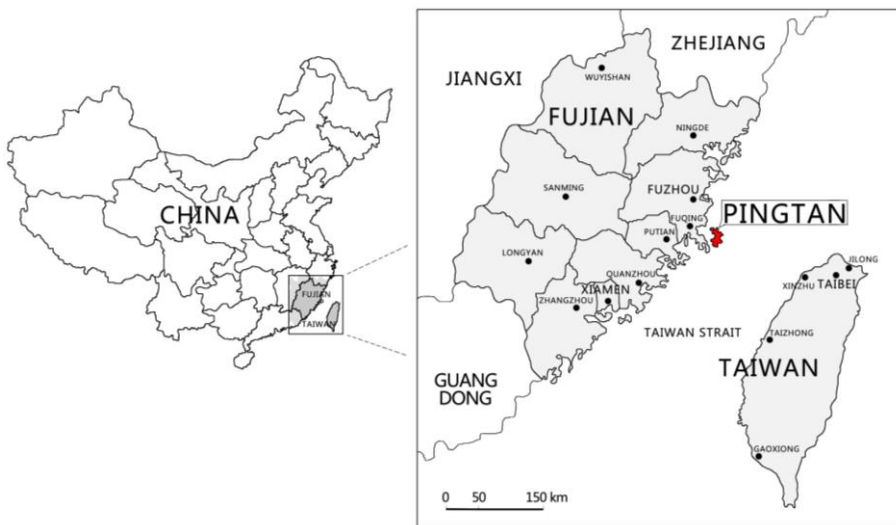 CHINA
FUJIAN
TAIWAN
ZHEJIANG
JIANGXI
WUYISHAN
FUJIAN
NINGDE
SANMING
FUZHOU
FUQING
PINGTAN
PUTIAN
LONGYAN
QUANZHOU
XIAMEN
ZHANGZHOU
JILONG
XINZHU
TAIBEI
TAIWAN STRAIT
TAIZHONG
TAIWAN
GUANG
DONG
GAOXIONG
0 50 150 km